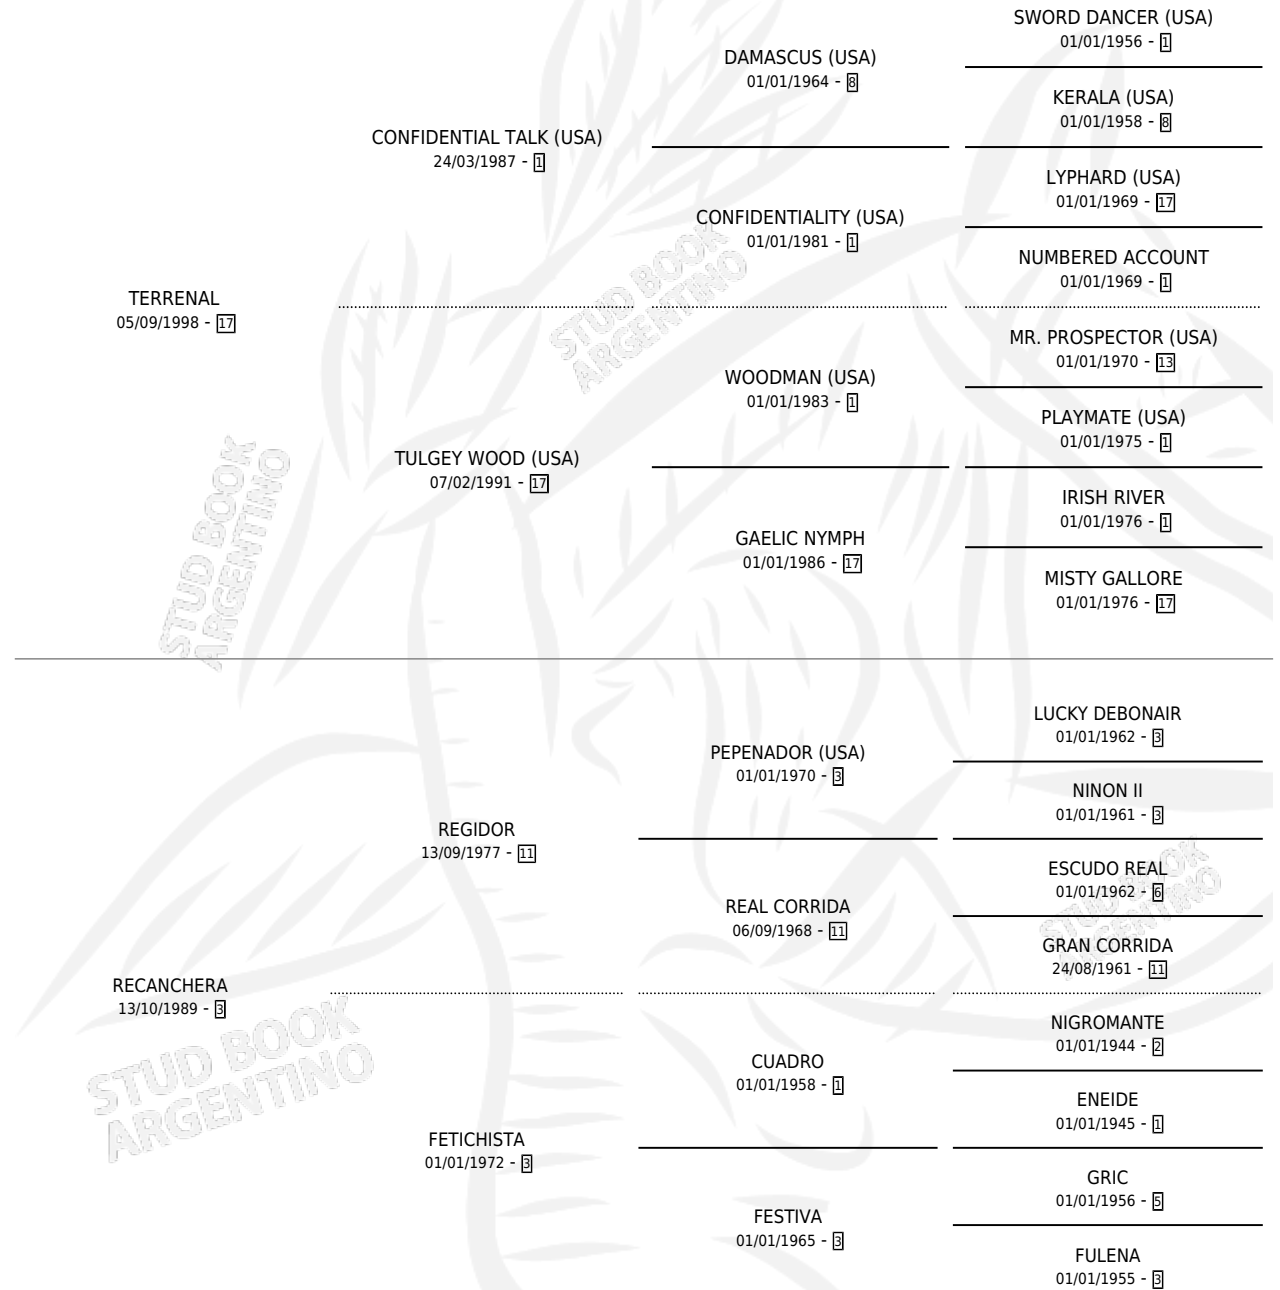 SWORD DANCER (USA)
01/01/1956 - 1
DAMASCUS (USA)
01/01/1964 - 8
KERALA (USA)
01/01/1958 - 8
CONFIDENTIAL TALK (USA)
24/03/1987 - 1
LYPHARD (USA)
01/01/1969 - 17
CONFIDENTIALITY (USA)
01/01/1981 - 1
NUMBERED ACCOUNT
01/01/1969 - 1
TERRENAL
05/09/1998 - 17
STUD BOOK
ARGENTINO
MR. PROSPECTOR (USA)
01/01/1970 - 13
WOODMAN (USA)
01/01/1983 - 1
PLAYMATE (USA)
01/01/1975 - 1
TULGEY WOOD (USA)
07/02/1991 - 17
IRISH RIVER
01/01/1976 - 1
GAELIC NYMPH
01/01/1986 - 17
MISTY GALLORE
01/01/1976 - 17
STUD BOOK
ARGENTINO
LUCKY DEBONAIR
01/01/1962 - 3
PEPENADOR (USA)
01/01/1970 - 3
NINON II
01/01/1961 - 3
REGIDOR
13/09/1977 - 11
ESCUDO REAL
01/01/1962 - 6
REAL CORRIDA
06/09/1968 - 11
GRAN CORRIDA
24/08/1961 - 11
STUD BOOK
ARGENTINO
RECANCHERA
13/10/1989 - 3
NIGROMANTE
01/01/1944 - 2
CUADRO
01/01/1958 - 1
ENEIDE
01/01/1945 - 1
STUD BOOK
ARGENTINO
FETICHISTA
01/01/1972 - 3
GRIC
01/01/1956 - 5
FESTIVA
01/01/1965 - 3
FULENA
01/01/1955 - 3